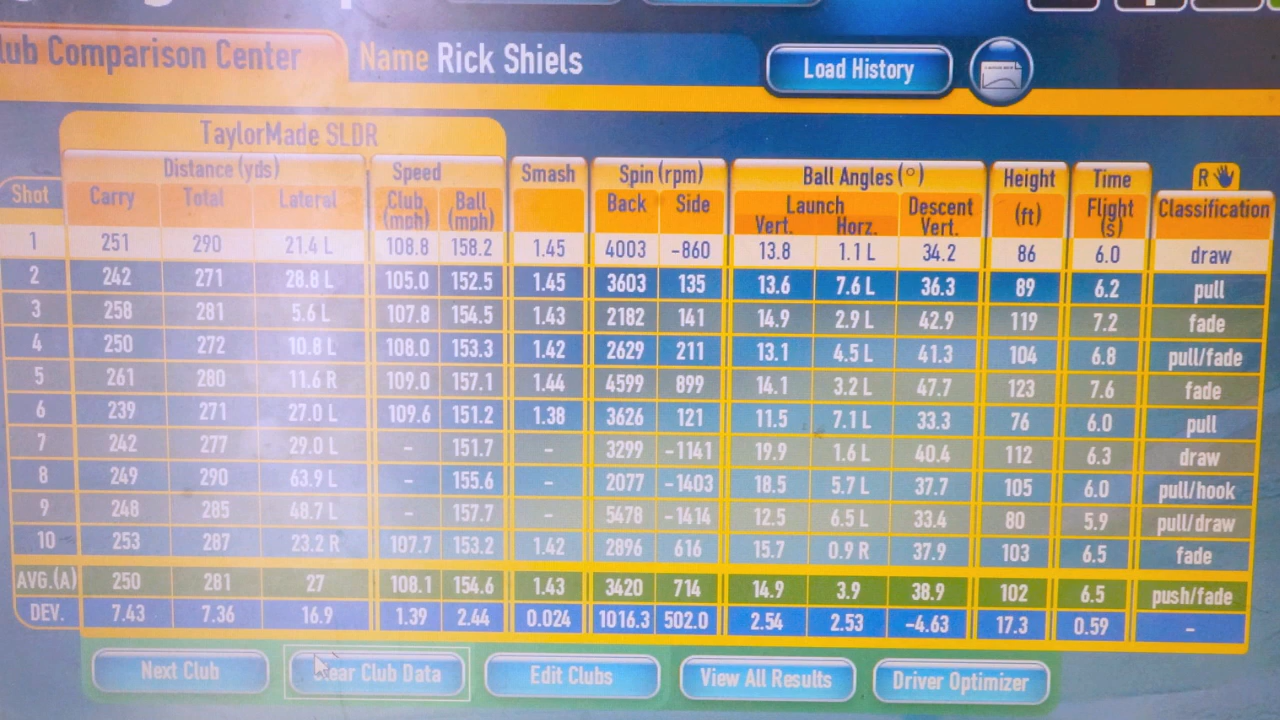 lub Comparison Center Name Rick Shiels Load History
TaylorMade SLDR
Distance (yds) Speed Smash Spin (rpm) Ball Angles (°) Height Time R
Shot Carry Total Lateral Club (mph) Ball (mph) Back Side Launch Vert. Horz. Descent Vert. (ft) Flight (s) Classification
1 251 290 21.4 L 108.8 158.2 1.45 4003 -860 13.8 1.1 L 34.2 86 6.0 draw
2 242 271 28.8 L 105.0 152.5 1.45 3603 135 13.6 7.6 L 36.3 89 6.2 pull
3 258 281 5.6 L 107.8 154.5 1.43 2182 141 14.9 2.9 L 42.9 119 7.2 fade
4 250 272 10.8 L 108.0 153.3 1.42 2629 211 13.1 4.5 L 41.3 104 6.8 pull/fade
5 261 280 11.6 R 109.0 157.1 1.44 4599 899 14.1 3.2 L 47.7 123 7.6 fade
6 239 271 27.0 L 109.6 151.2 1.38 3626 121 11.5 7.1 L 33.3 76 6.0 pull
7 242 277 29.0 L - 151.7 - 3299 -1141 19.9 1.6 L 40.4 112 6.3 draw
8 249 290 63.9 L - 155.6 - 2077 -1403 18.5 5.7 L 37.7 105 6.0 pull/hook
9 248 285 48.7 L - 157.7 - 5478 -1414 12.5 6.5 L 33.4 80 5.9 pull/draw
10 253 287 23.2 R 107.7 153.2 1.42 2896 616 15.7 0.9 R 37.9 103 6.5 fade
AVG.(A) 250 281 27 108.1 154.6 1.43 3420 714 14.9 3.9 38.9 102 6.5 push/fade
DEV. 7.43 7.36 16.9 1.39 2.44 0.024 1016.3 502.0 2.54 2.53 -4.63 17.3 0.59 -
Next Club lear Club Data Edit Clubs View All Results Driver Optimizer